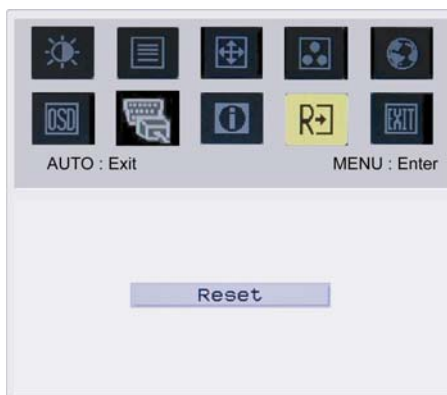 OSD
i
R
EXIT
AUTO : Exit
MENU : Enter
Reset